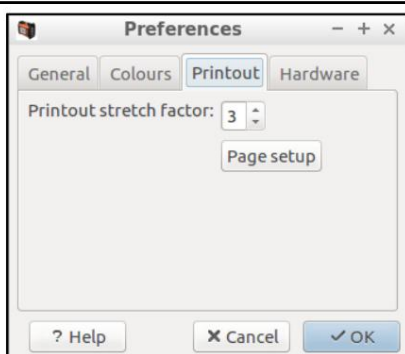 Preferences
General Colours Printout Hardware
Printout stretch factor: 3
Page setup
? Help Cancel OK